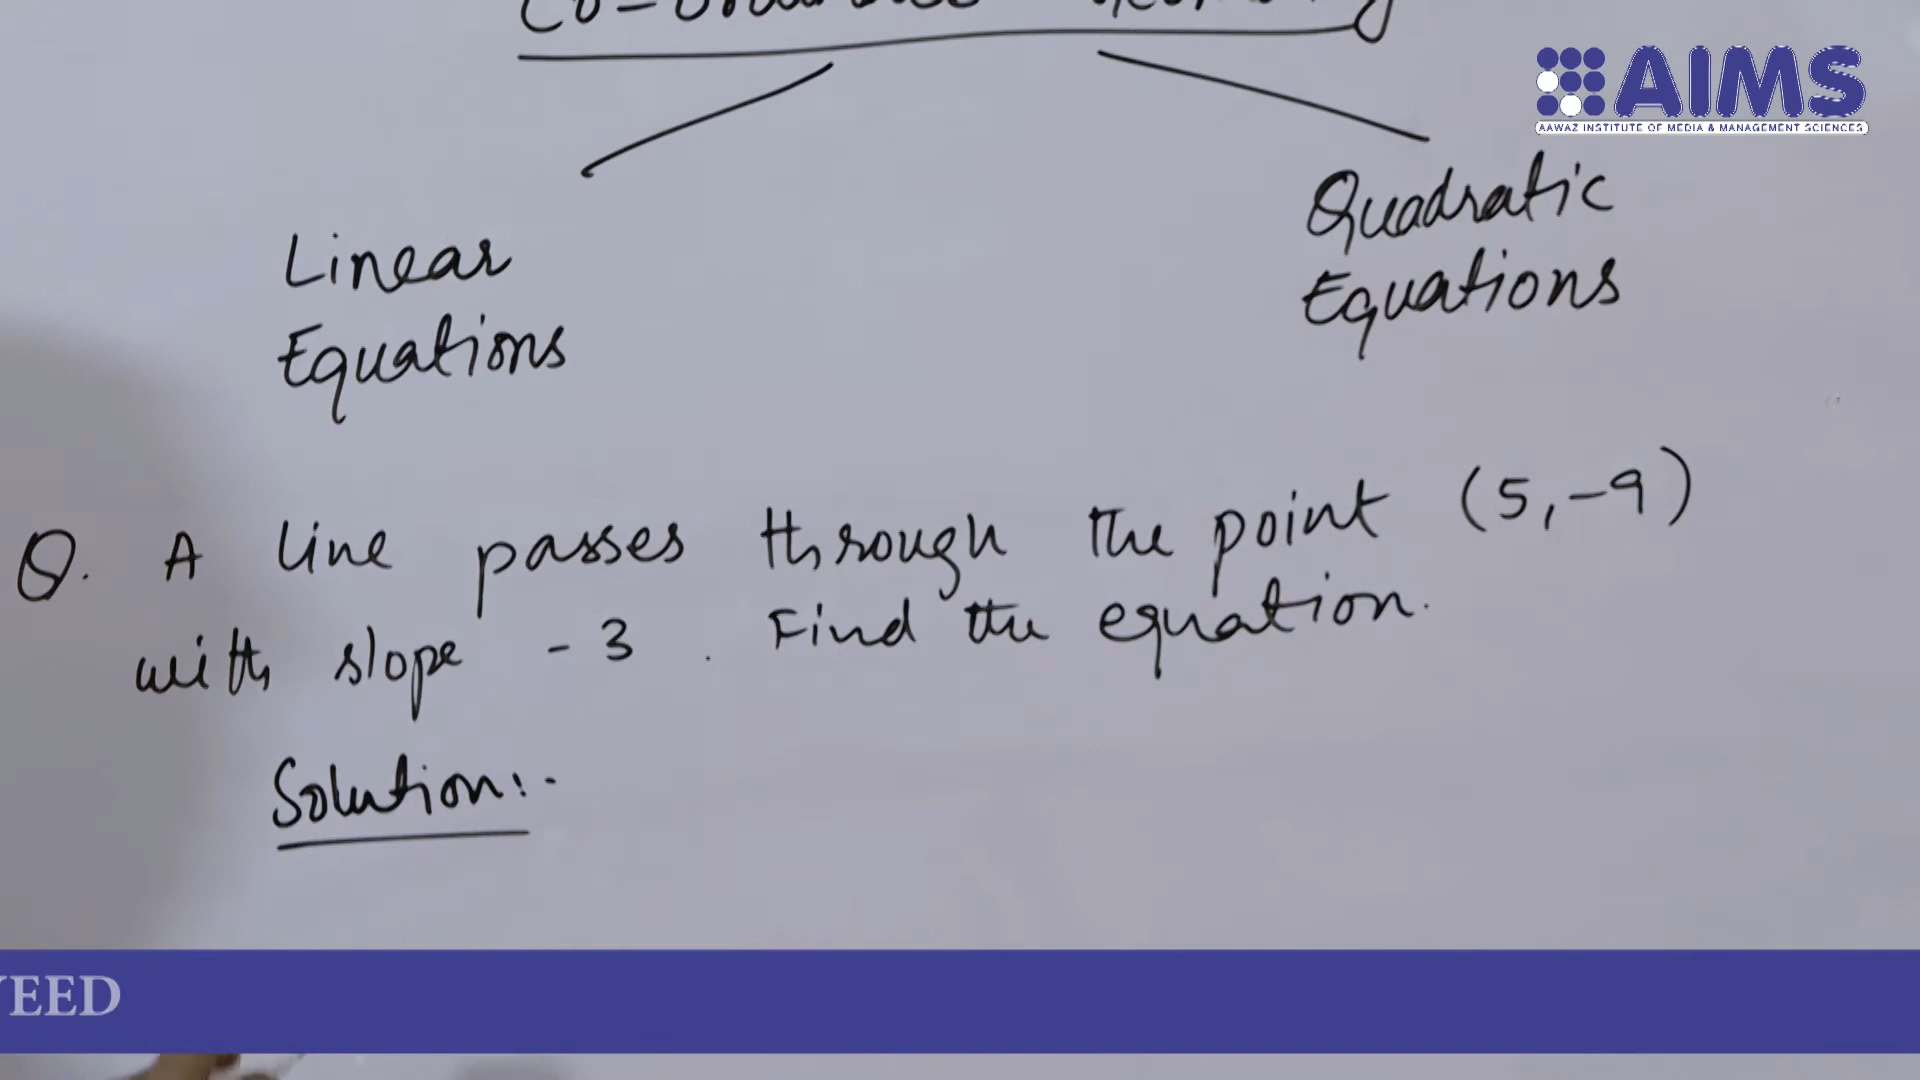 AIMS
AAWAZ INSTITUTE OF MEDIA & MANAGEMENT SCIENCES
Linear
Equations
Quadratic
Equations
Q. A line passes through the point (5,-9)
with slope -3. Find the equation.
Solution:-